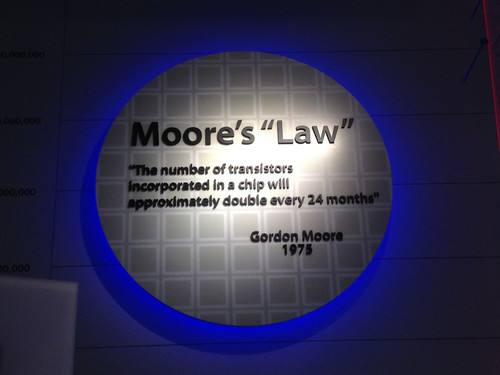 Moore's "Law"
"The number of transistors
incorporated in a chip will
approximately double every 24 months"
Gordon Moore
1975